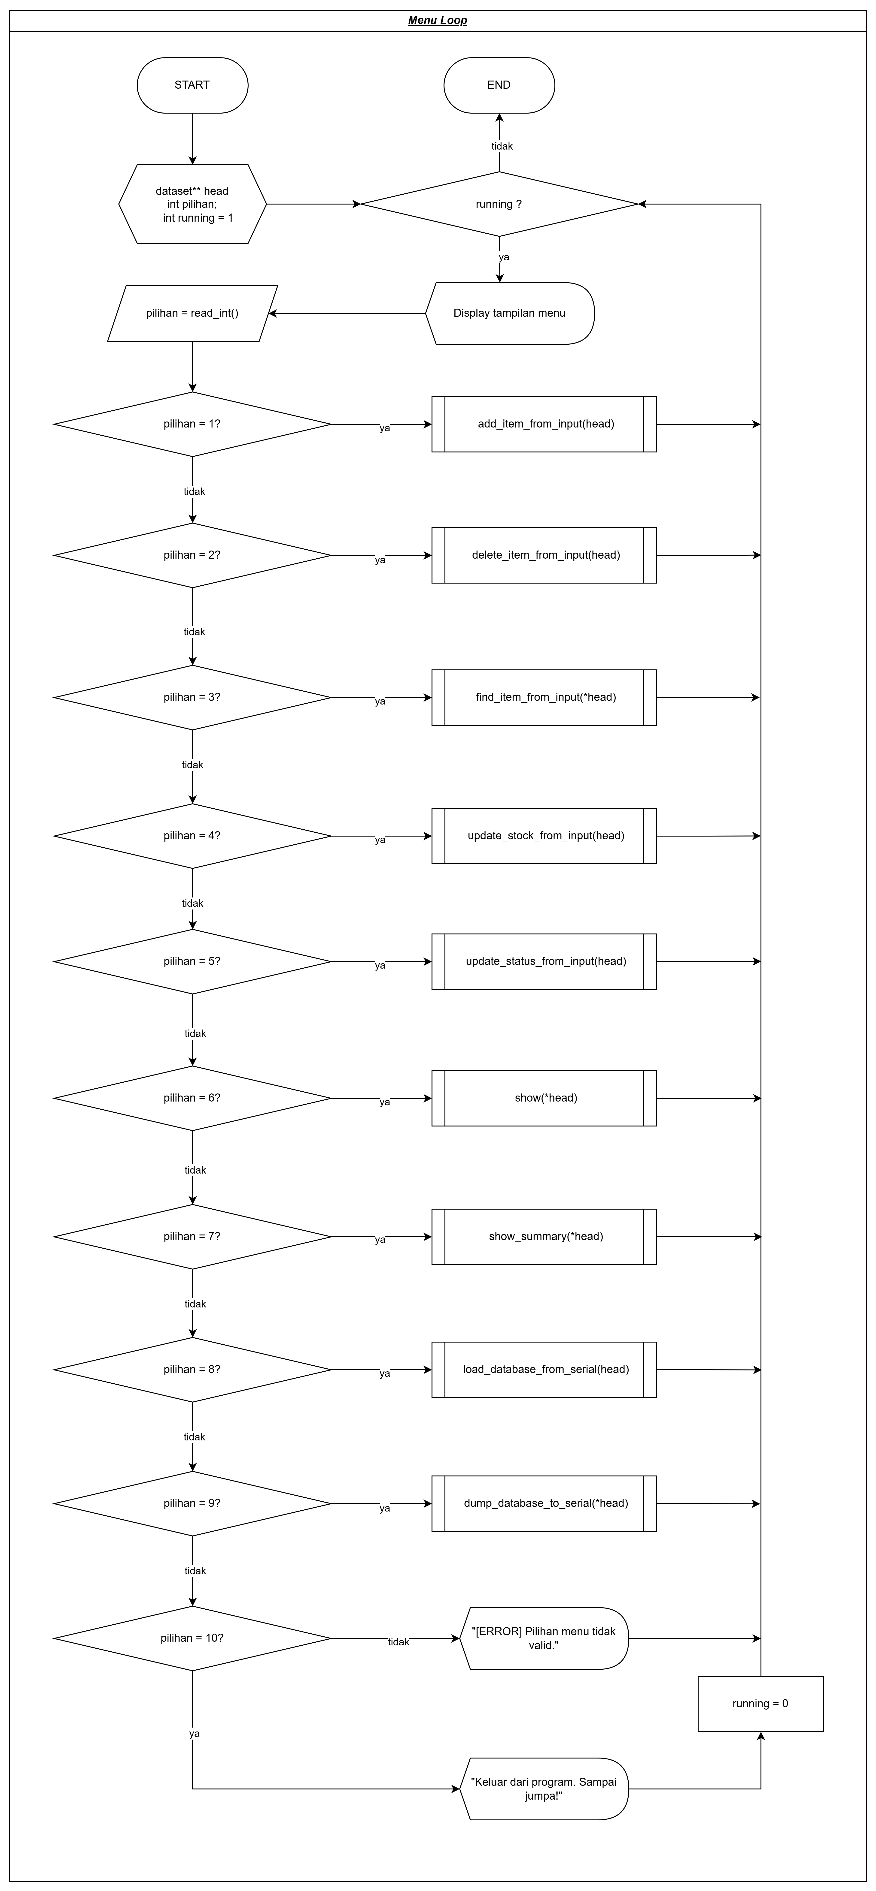 Menu Loop
START
END
tidak
dataset** head
int pilihan;
int running = 1
running ?
ya
pilihan = read_int()
Display tampilan menu
pilihan = 1?
ya
add_item_from_input(head)
tidak
pilihan = 2?
ya
delete_item_from_input(head)
tidak
pilihan = 3?
ya
find_item_from_input(*head)
tidak
pilihan = 4?
ya
update_stock_from_input(head)
tidak
pilihan = 5?
ya
update_status_from_input(head)
tidak
pilihan = 6?
ya
show(*head)
tidak
pilihan = 7?
ya
show_summary(*head)
tidak
pilihan = 8?
ya
load_database_from_serial(head)
tidak
pilihan = 9?
ya
dump_database_to_serial(*head)
tidak
pilihan = 10?
tidak
"[ERROR] Pilihan menu tidak
valid."
running = 0
ya
"Keluar dari program. Sampai
jumpa!"